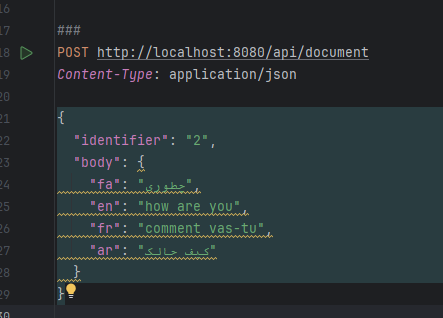 16
17
###
18
POST http://localhost:8080/api/document
19
Content-Type: application/json
20
21
{
22
"identifier": "2",
23
"body": {
24
"fa": "چطوری",
25
"en": "how are you",
26
"fr": "comment vas-tu",
27
"ar": "کیف حالک"
28
}
29
}
30